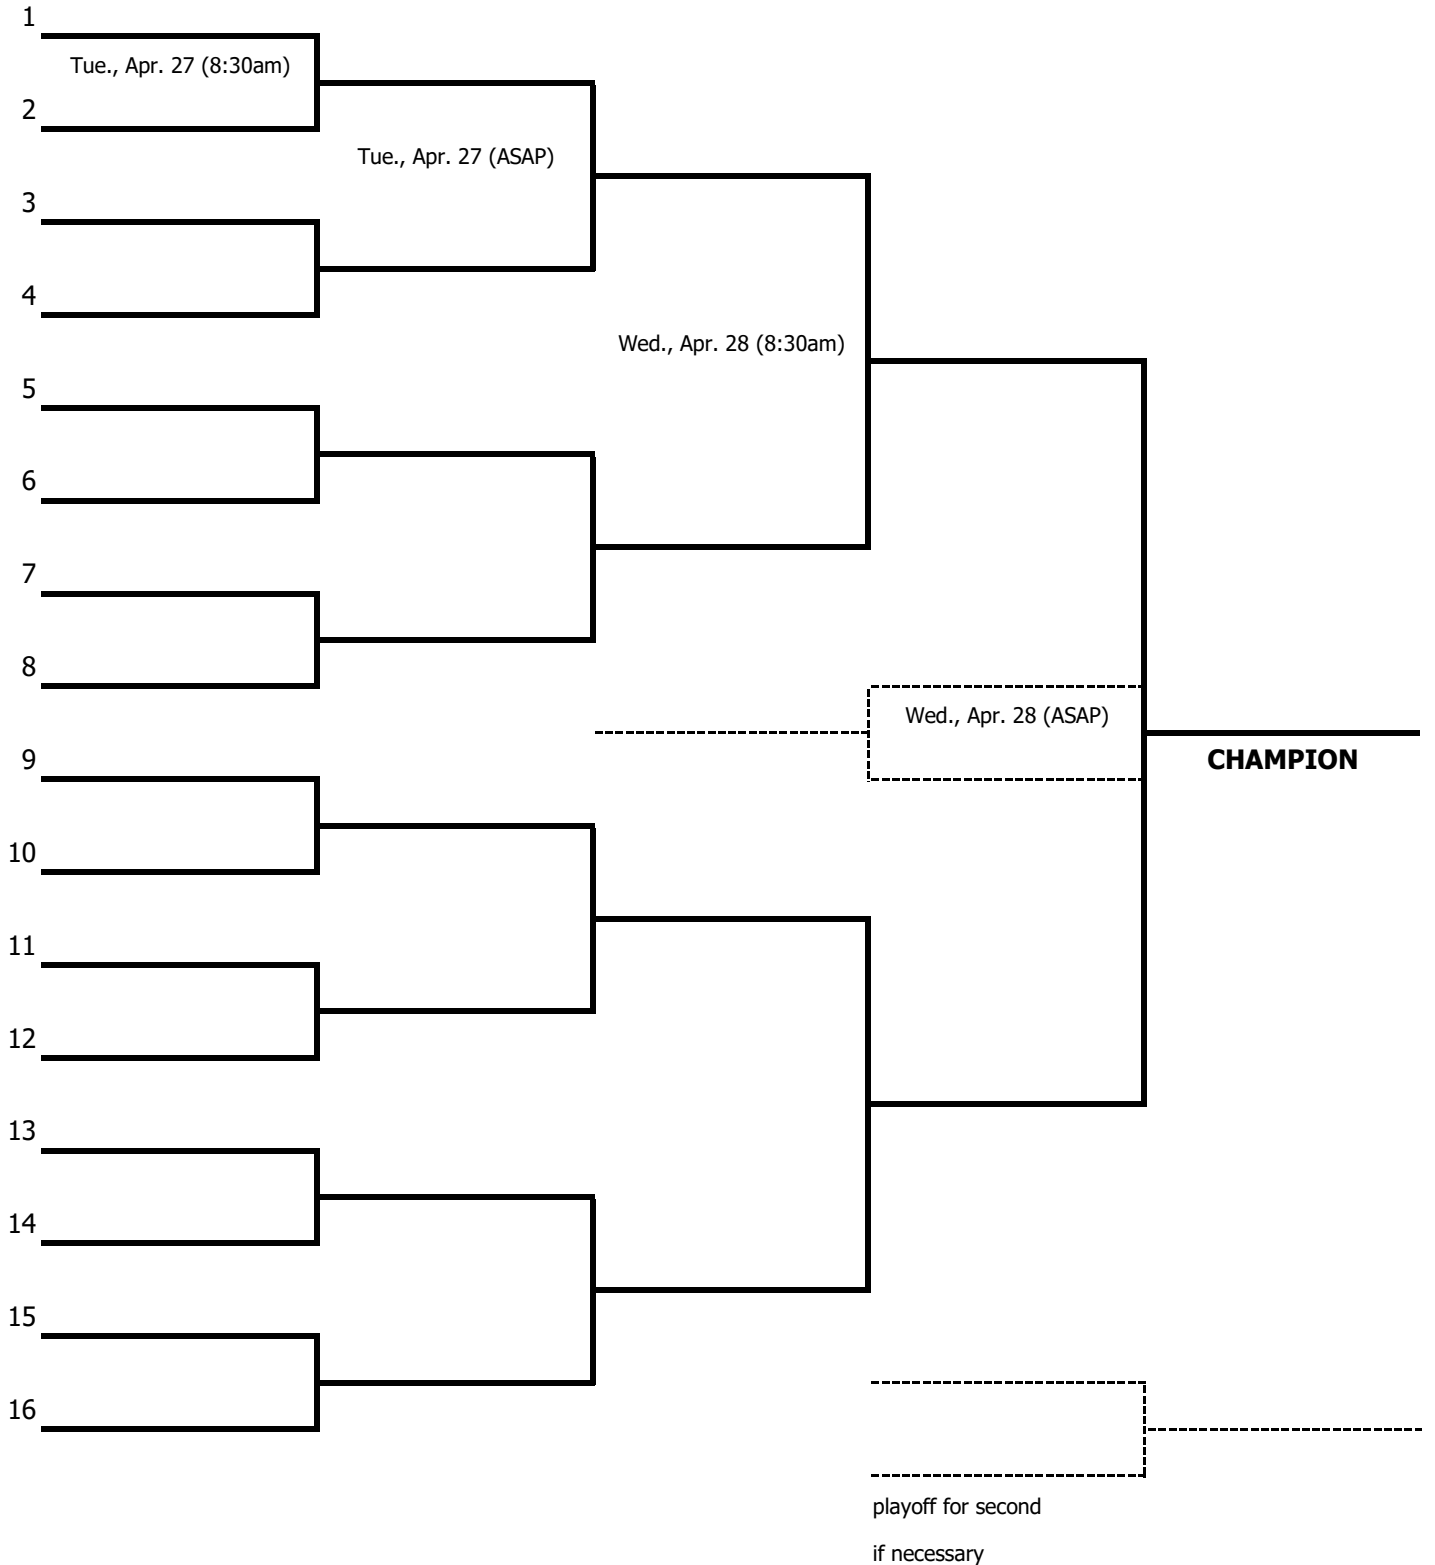 1
Tue., Apr. 27 (8:30am)
2
Tue., Apr. 27 (ASAP)
3
4
Wed., Apr. 28 (8:30am)
5
6
7
8
Wed., Apr. 28 (ASAP)
9
CHAMPION
10
11
12
13
14
15
16
playoff for second
if necessary